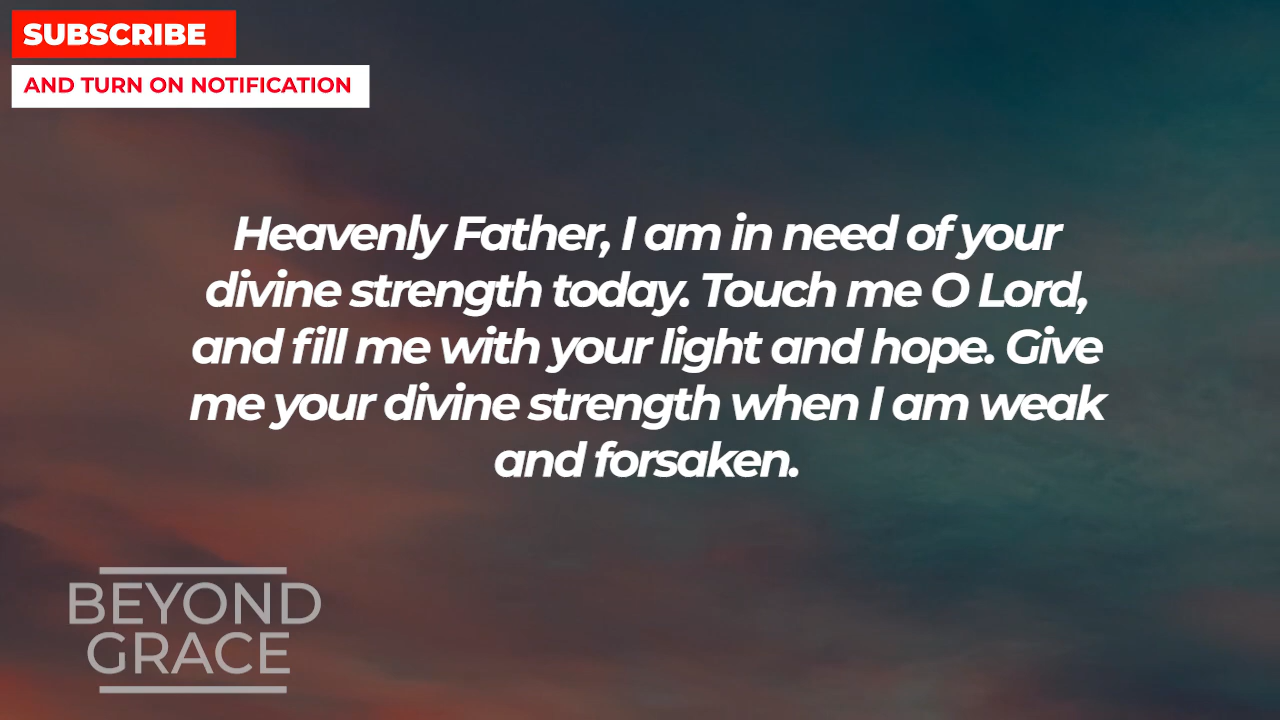 SUBSCRIBE
AND TURN ON NOTIFICATION
Heavenly Father, I am in need of your
divine strength today. Touch me O Lord,
and fill me with your light and hope. Give
me your divine strength when I am weak
and forsaken.
BEYOND
GRACE